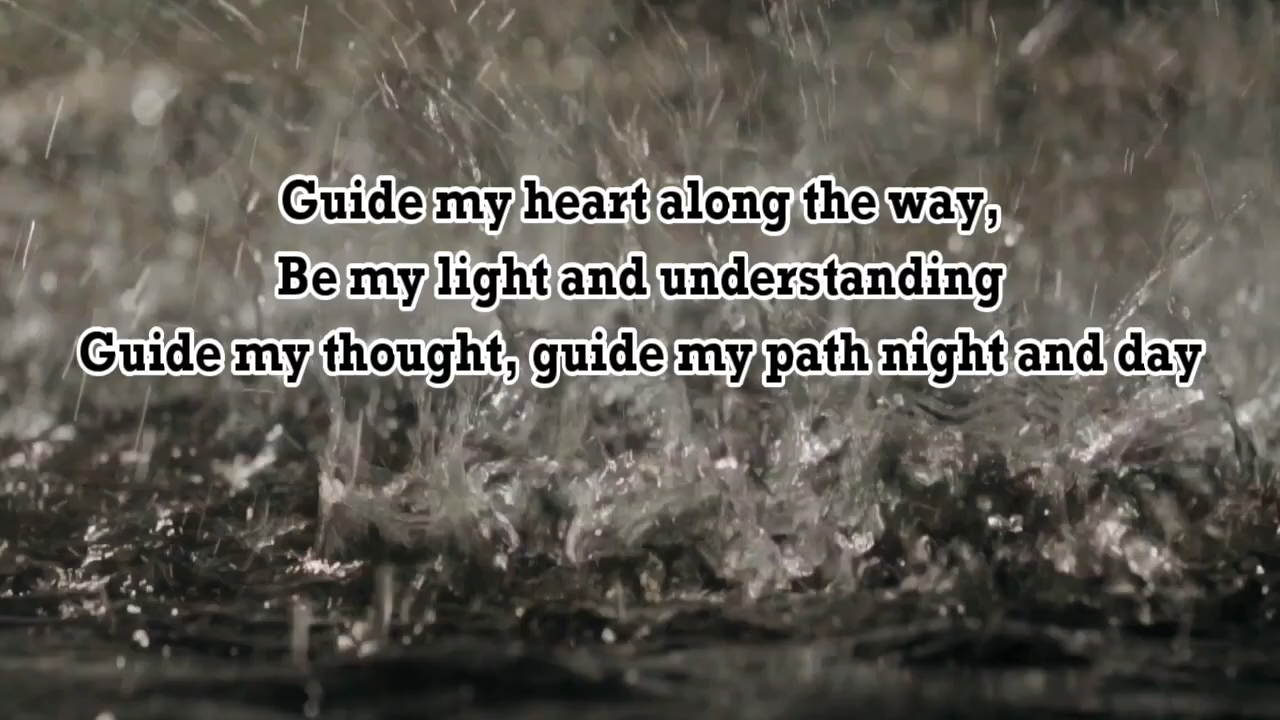 Guide my heart along the way,
Be my light and understanding
Guide my thought, guide my path night and day